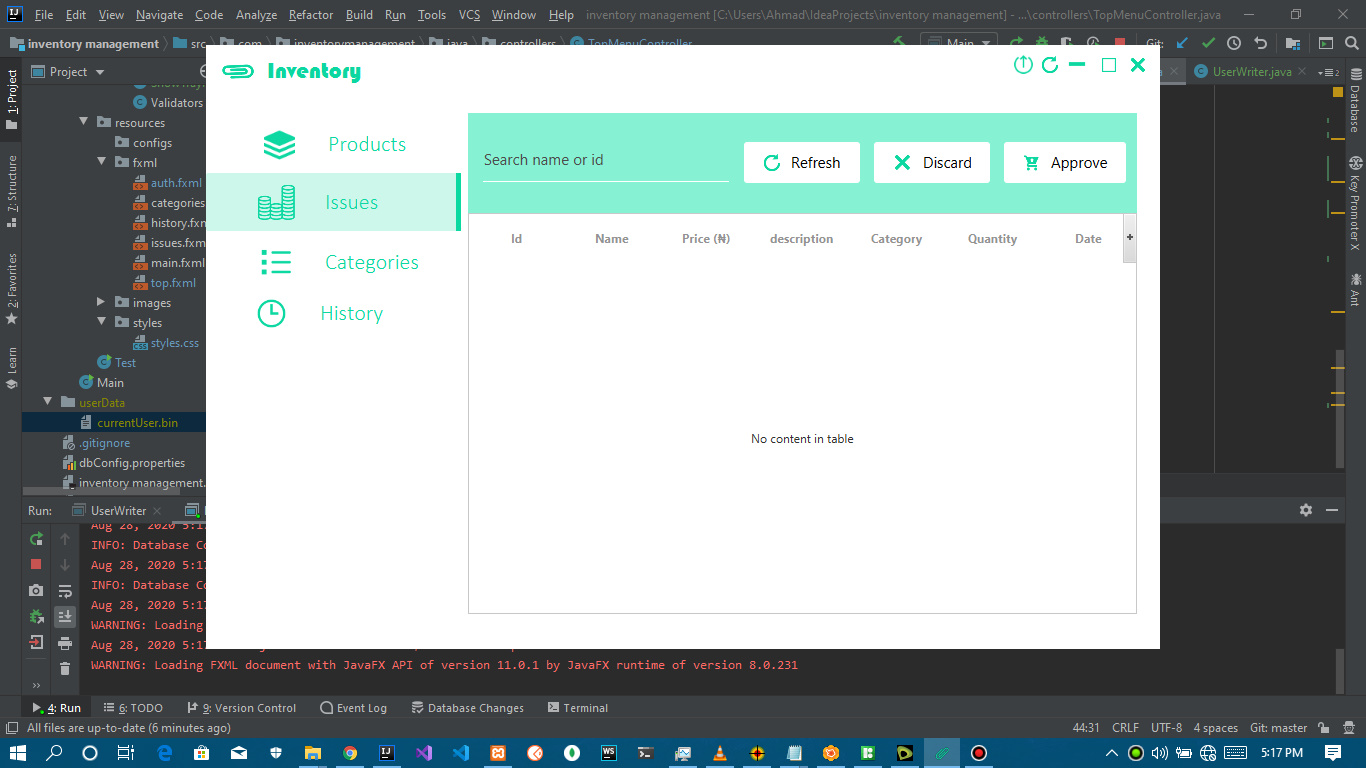 File Edit View Navigate Code Analyze Refactor Build Run Tools VCS Window Help inventory management [C:\Users\Ahmad\IdeaProjects\inventory management] - ...\controllers\TopMenuController.java
inventory management src com inventorymanagement java controllers TopMenuController Main Git:
Project
UserWriter.java
2
1: Project
7: Structure
2: Favorites
Learn
Validators
resources
configs
fxml
auth.fxml
categories
history.fxm
issues.fxm
main.fxml
top.fxml
images
styles
styles.css
Test
Main
userData
currentUser.bin
.gitignore
dbConfig.properties
inventory management.
Inventory
Products
Issues
Categories
History
Search name or id
Refresh
Discard
Approve
Id Name Price (₦) description Category Quantity Date +
No content in table
Database
Key Promoter X
Ant
Run: UserWriter
Aug 28, 2020 5:1
INFO: Database Co
Aug 28, 2020 5:17
INFO: Database Co
Aug 28, 2020 5:17
WARNING: Loading
Aug 28, 2020 5:17
WARNING: Loading FXML document with JavaFX API of version 11.0.1 by JavaFX runtime of version 8.0.231
4: Run 6: TODO 9: Version Control Event Log Database Changes Terminal
All files are up-to-date (6 minutes ago) 44:31 CRLF UTF-8 4 spaces Git: master
5:17 PM